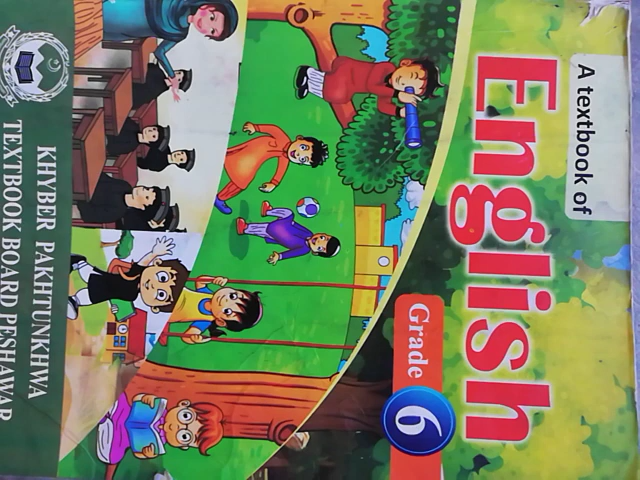 A textbook of
English
Grade 6
KHYBER PAKHTUNKHWA
TEXTBOOK BOARD PESHAWAR